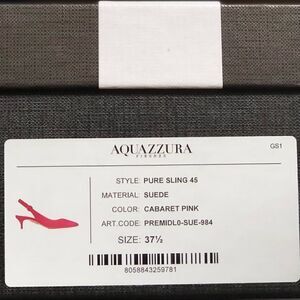 AQUAZZURA
FIRENZE
GS1
STYLE: PURE SLING 45
MATERIAL: SUEDE
COLOR: CABARET PINK
ART.CODE: PREMIDL0-SUE-984
SIZE: 37½
8058843259781